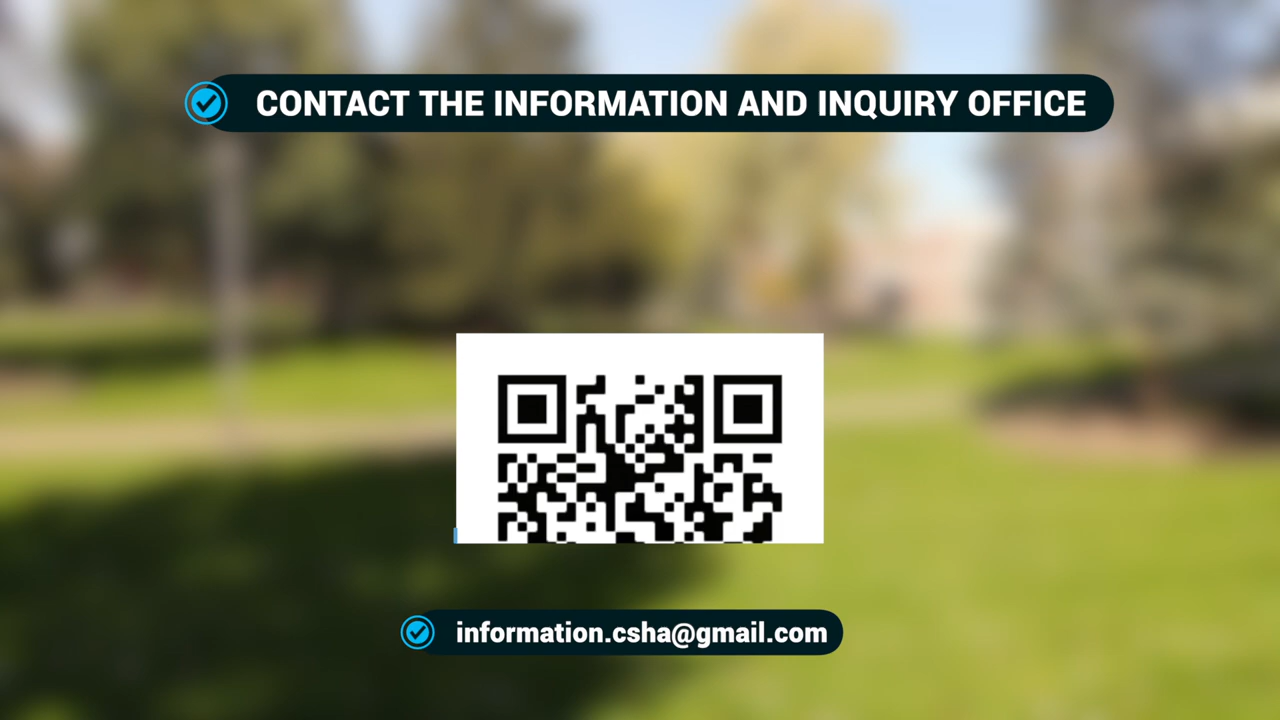 CONTACT THE INFORMATION AND INQUIRY OFFICE
information.csha@gmail.com